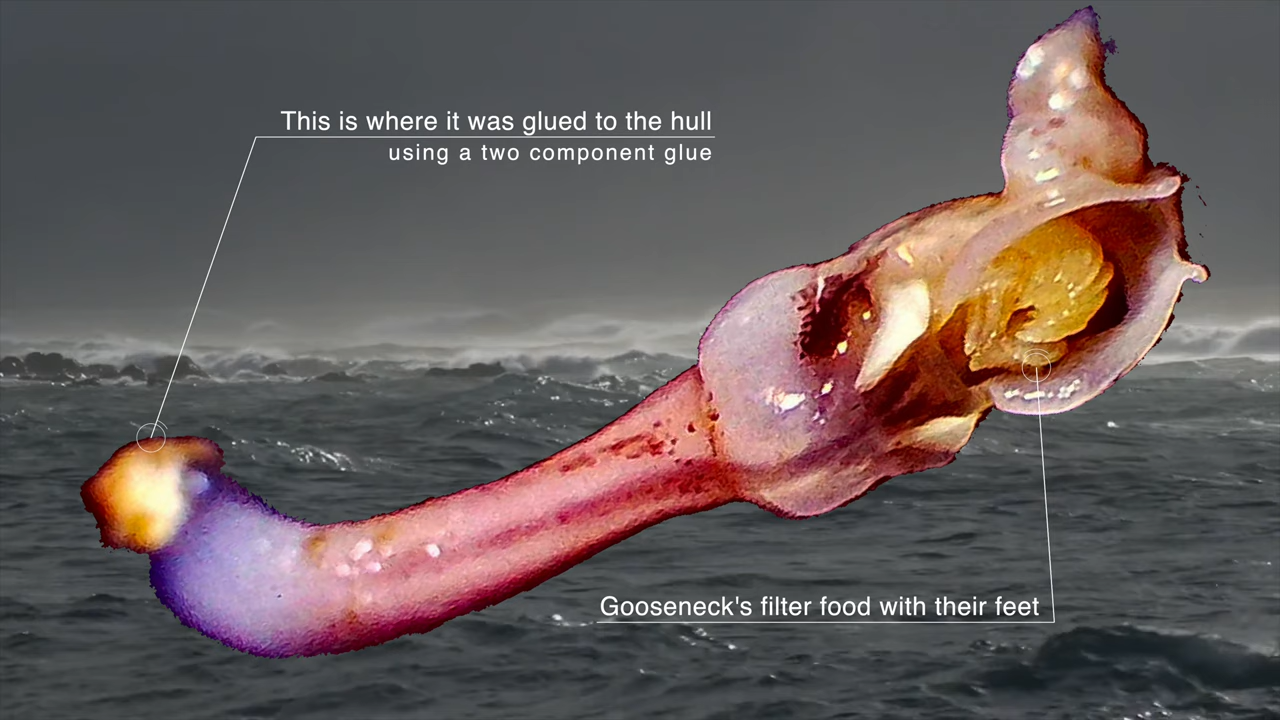 This is where it was glued to the hull
using a two component glue
Gooseneck's filter food with their feet